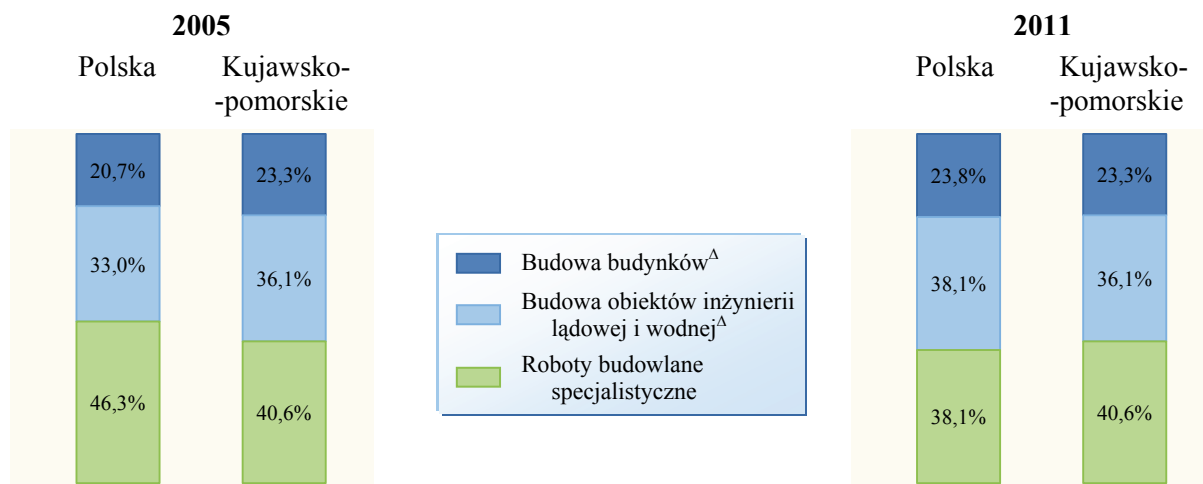 2005
Polska
Kujawsko-
-pomorskie
20,7%
23,3%
33,0%
36,1%
46,3%
40,6%
Budowa budynków^Δ
Budowa obiektów inżynierii
lądowej i wodnej^Δ
Roboty budowlane
specjalistyczne
2011
Polska
Kujawsko-
-pomorskie
23,8%
23,3%
38,1%
36,1%
38,1%
40,6%